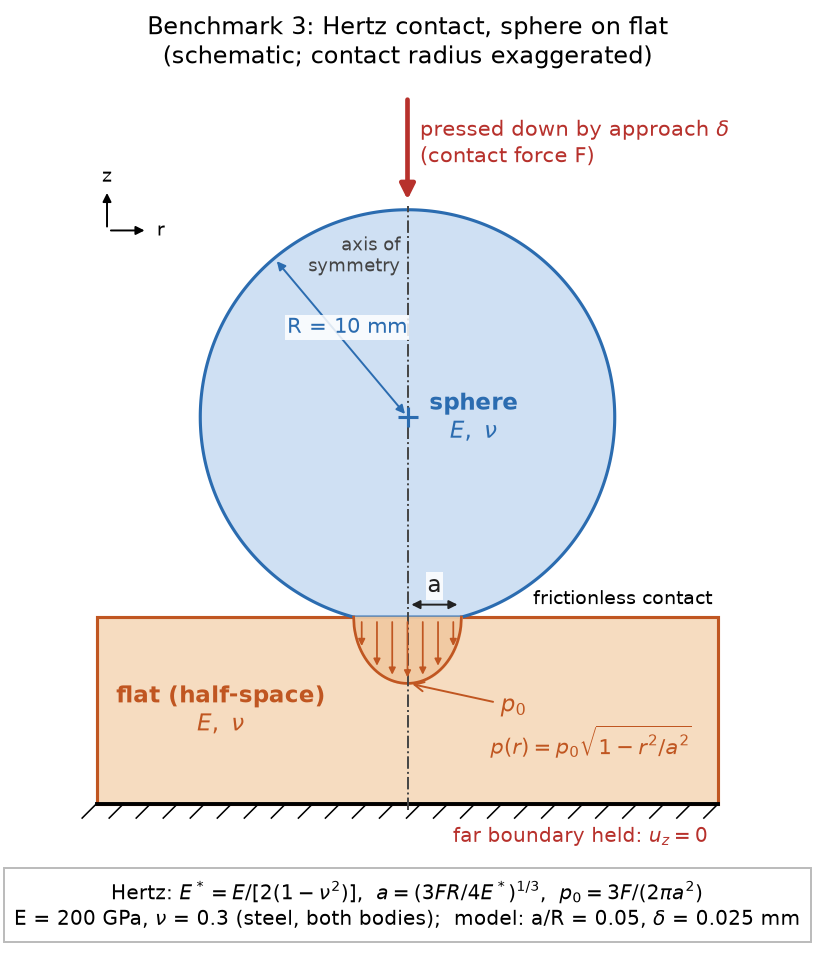 Benchmark 3: Hertz contact, sphere on flat
(schematic; contact radius exaggerated)
pressed down by approach δ
(contact force F)
z
r
axis of
symmetry
R = 10 mm
sphere
E, ν
a
frictionless contact
flat (half-space)
E, ν
p₀
p(r) = p₀√(1 − r²/a²)
far boundary held: u_z = 0
Hertz: E* = E/[2(1 − ν²)], a = (3FR/4E*)^{1/3}, p₀ = 3F/(2πa²)
E = 200 GPa, ν = 0.3 (steel, both bodies); model: a/R = 0.05, δ = 0.025 mm